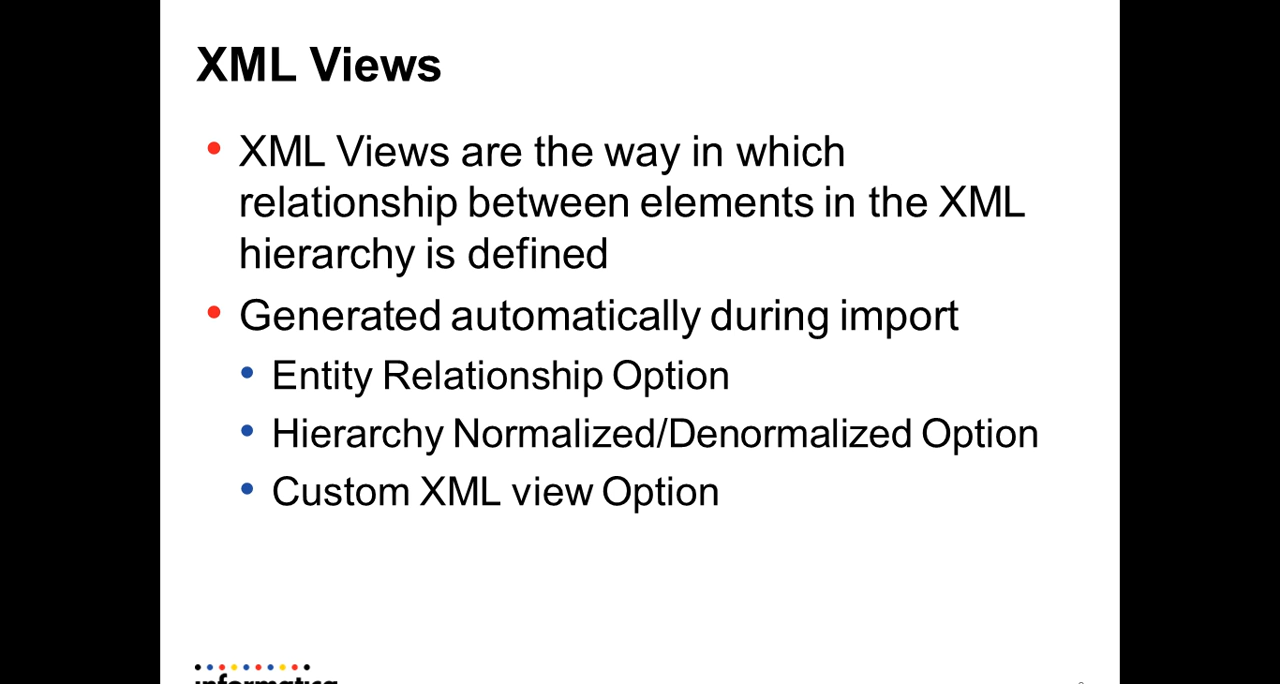 XML Views
• XML Views are the way in which
relationship between elements in the XML
hierarchy is defined
• Generated automatically during import
• Entity Relationship Option
• Hierarchy Normalized/Denormalized Option
• Custom XML view Option
informatica